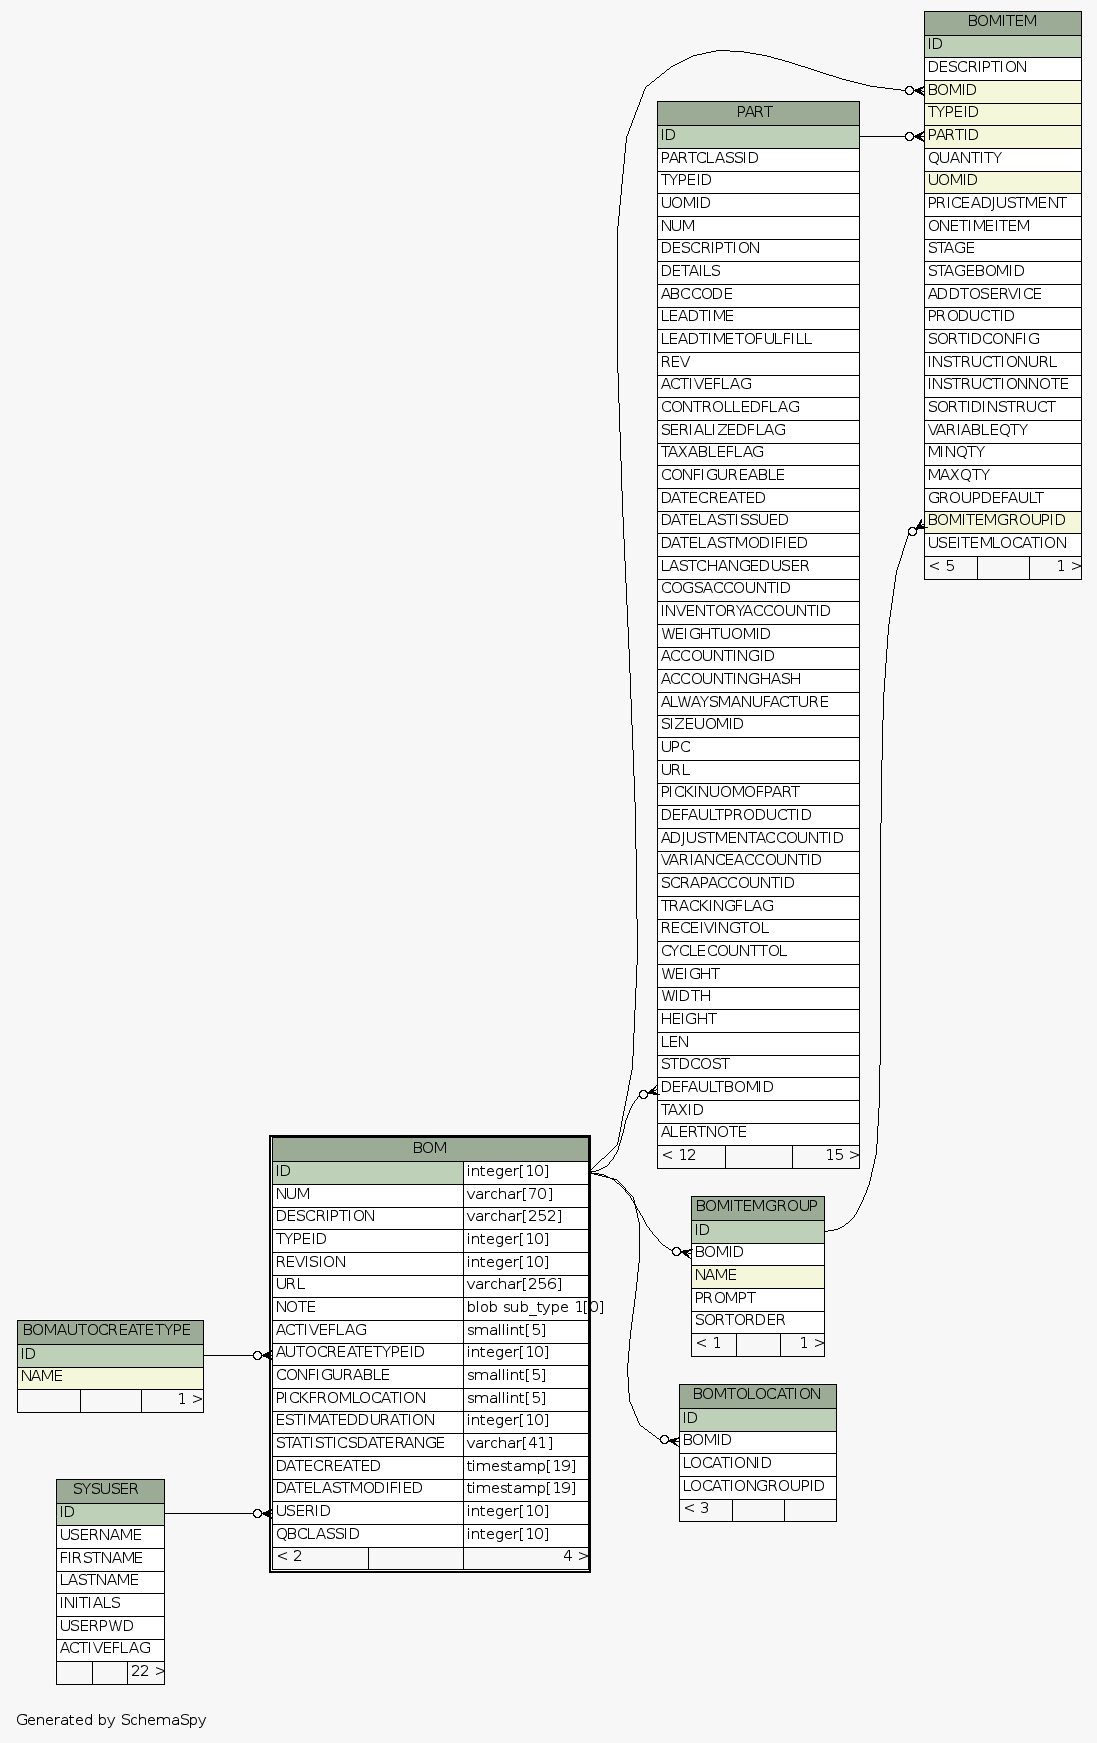 BOMITEM
ID
DESCRIPTION
BOMID
TYPEID
PARTID
QUANTITY
UOMID
PRICEADJUSTMENT
ONETIMEITEM
STAGE
STAGEBOMID
ADDTOSERVICE
PRODUCTID
SORTIDCONFIG
INSTRUCTIONURL
INSTRUCTIONNOTE
SORTIDINSTRUCT
VARIABLEQTY
MINQTY
MAXQTY
GROUPDEFAULT
BOMITEMGROUPID
USEITEMLOCATION
< 5 1 >
PART
ID
PARTCLASSID
TYPEID
UOMID
NUM
DESCRIPTION
DETAILS
ABCCODE
LEADTIME
LEADTIMETOFULFILL
REV
ACTIVEFLAG
CONTROLLEDFLAG
SERIALIZEDFLAG
TAXABLEFLAG
CONFIGUREABLE
DATECREATED
DATELASTISSUED
DATELASTMODIFIED
LASTCHANGEDUSER
COGSACCOUNTID
INVENTORYACCOUNTID
WEIGHTUOMID
ACCOUNTINGID
ACCOUNTINGHASH
ALWAYSMANUFACTURE
SIZEUOMID
UPC
URL
PICKINUOMOFPART
DEFAULTPRODUCTID
ADJUSTMENTACCOUNTID
VARIANCEACCOUNTID
SCRAPACCOUNTID
TRACKINGFLAG
RECEIVINGTOL
CYCLECOUNTTOL
WEIGHT
WIDTH
HEIGHT
LEN
STDCOST
DEFAULTBOMID
TAXID
ALERTNOTE
< 12 15 >
BOM
ID integer[10]
NUM varchar[70]
DESCRIPTION varchar[252]
TYPEID integer[10]
REVISION integer[10]
URL varchar[256]
NOTE blob sub_type 1[0]
ACTIVEFLAG smallint[5]
AUTOCREATETYPEID integer[10]
CONFIGURABLE smallint[5]
PICKFROMLOCATION smallint[5]
ESTIMATEDDURATION integer[10]
STATISTICSDATERANGE varchar[41]
DATECREATED timestamp[19]
DATELASTMODIFIED timestamp[19]
USERID integer[10]
QBCLASSID integer[10]
< 2 4 >
BOMITEMGROUP
ID
BOMID
NAME
PROMPT
SORTORDER
< 1 1 >
BOMAUTOCREATETYPE
ID
NAME
1 >
BOMTOLOCATION
ID
BOMID
LOCATIONID
LOCATIONGROUPID
< 3
SYSUSER
ID
USERNAME
FIRSTNAME
LASTNAME
INITIALS
USERPWD
ACTIVEFLAG
22 >
Generated by SchemaSpy